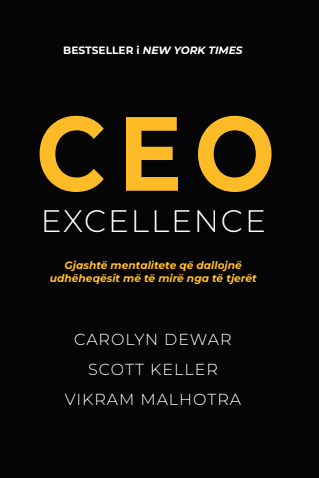 BESTSELLER i NEW YORK TIMES
CEO
EXCELLENCE
Gjashtë mentalitete që dallojnë
udhëheqësit më të mirë nga të tjerët
CAROLYN DEWAR
SCOTT KELLER
VIKRAM MALHOTRA